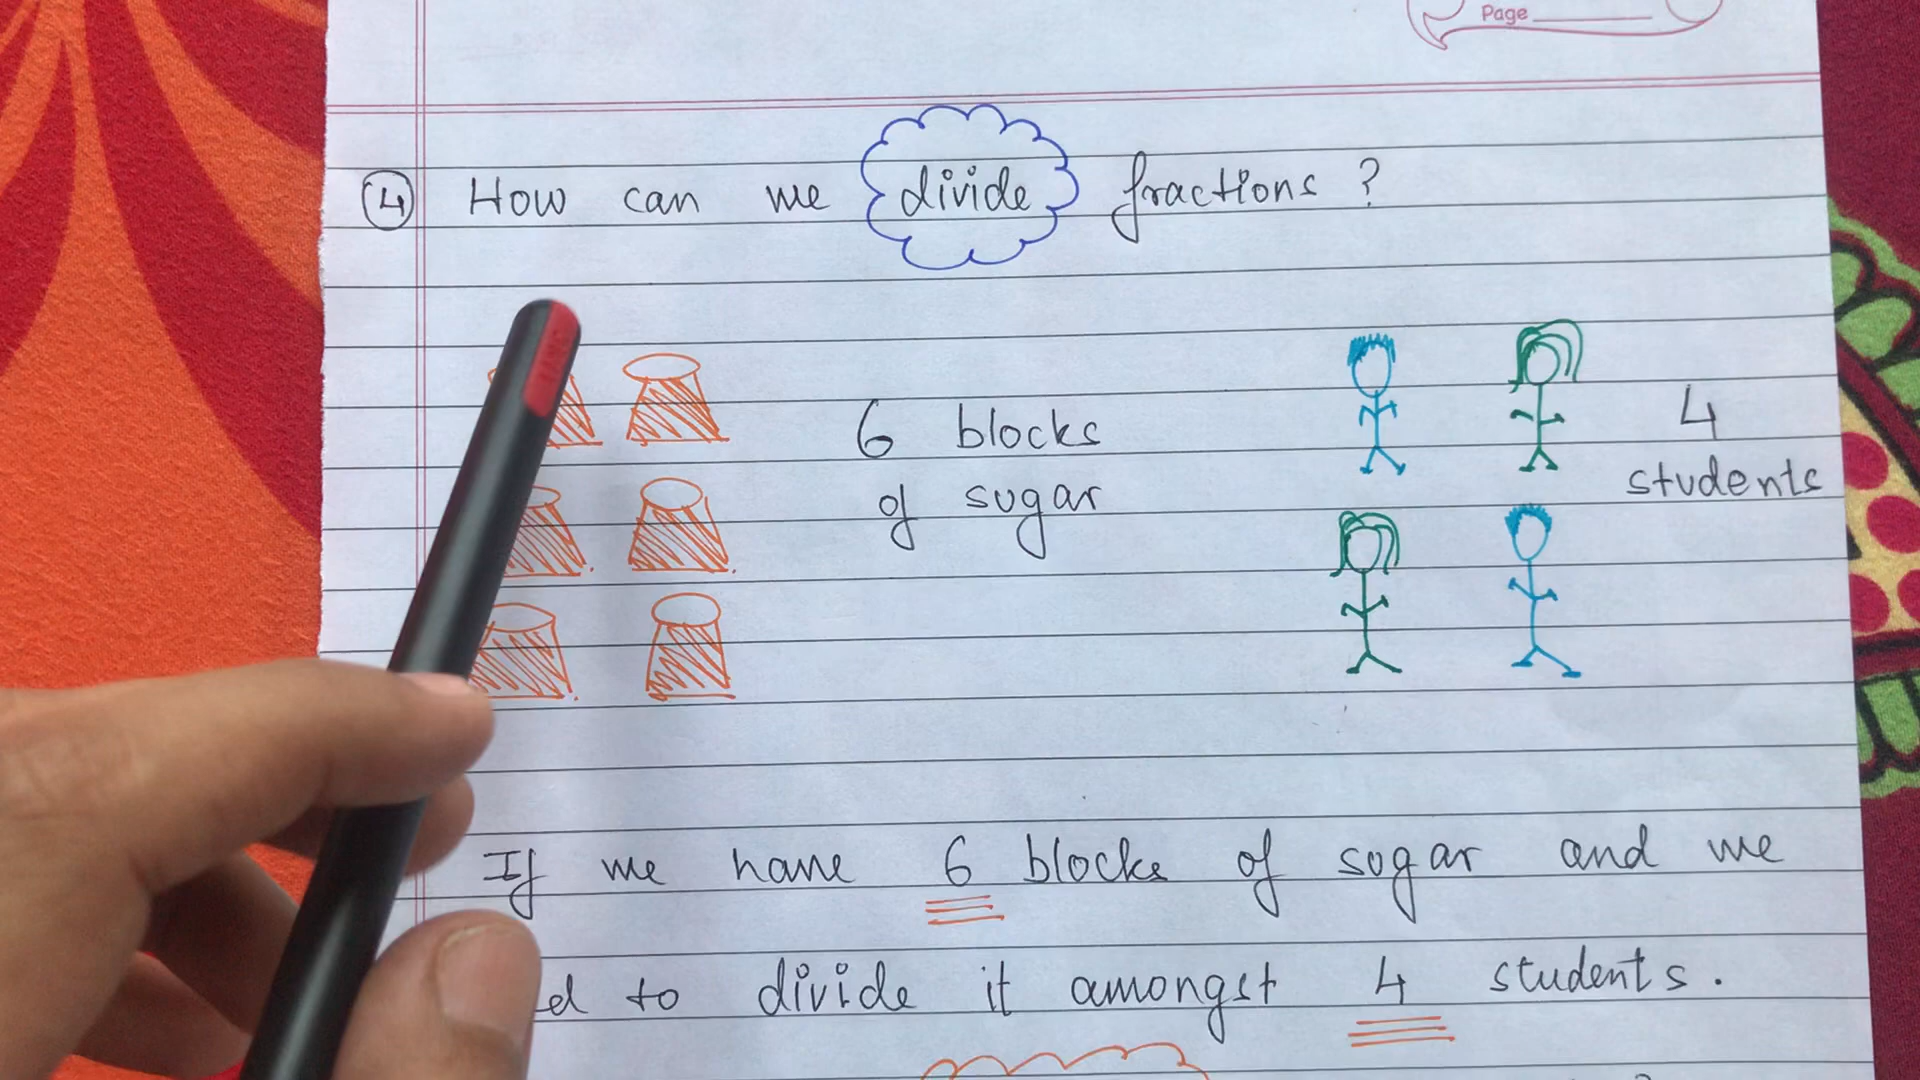 Page
4 How can we divide fractions ?
6 blocks
of sugar
4
students
If we have 6 blocks of sugar and we
d to divide it amongst 4 students.
?